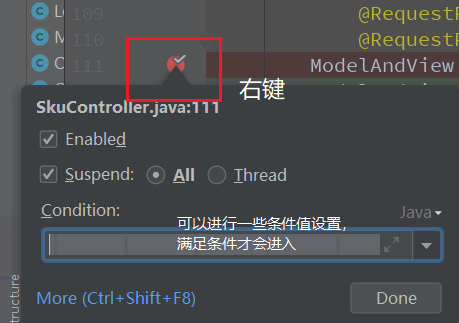 Le
109
@RequestP
M
110
@RequestP
O
111
ModelAndView
右键
SkuController.java:111
Enabled
Suspend: All Thread
Condition:
Java
可以进行一些条件值设置，
满足条件才会进入
More (Ctrl+Shift+F8)
Done
tructure